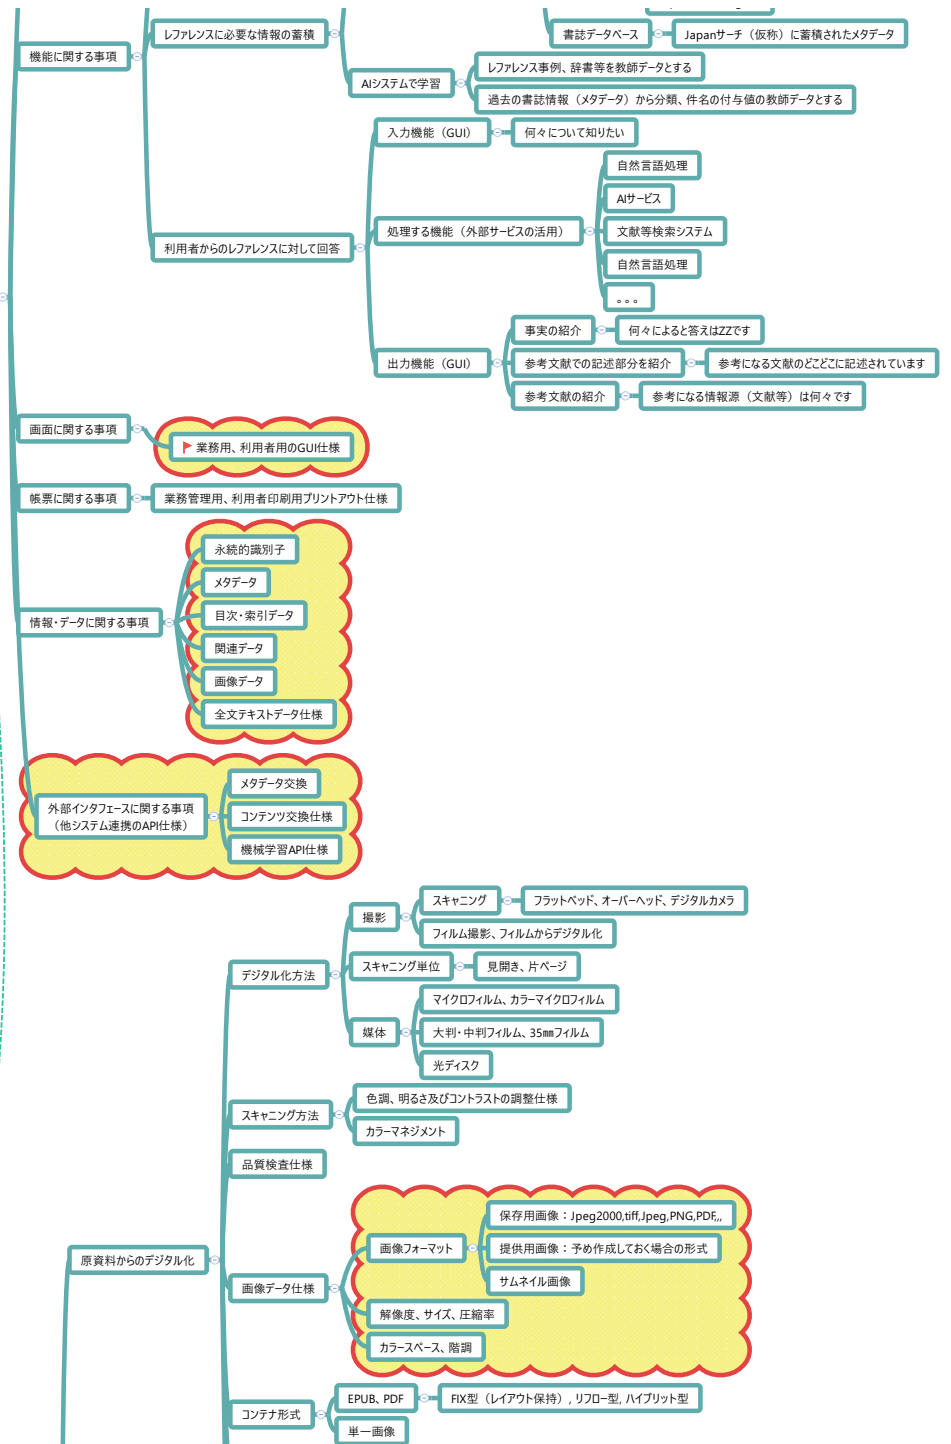 レファレンスに必要な情報の蓄積
書誌データベース
Japanサーチ（仮称）に蓄積されたメタデータ
機能に関する事項
レファレンス事例、辞書等を教師データとする
AIシステムで学習
過去の書誌情報（メタデータ）から分類、件名の付与値の教師データとする
入力機能（GUI）
何々について知りたい
自然言語処理
AIサービス
処理する機能（外部サービスの活用）
文献等検索システム
利用者からのレファレンスに対して回答
自然言語処理
。。。
事実の紹介
何々によると答えはZZです
出力機能（GUI）
参考文献での記述部分を紹介
参考になる文献のどこどこに記述されています
参考文献の紹介
参考になる情報源（文献等）は何々です
画面に関する事項
業務用、利用者用のGUI仕様
帳票に関する事項
業務管理用、利用者印刷用プリントアウト仕様
永続的識別子
メタデータ
目次・索引データ
情報・データに関する事項
関連データ
画像データ
全文テキストデータ仕様
メタデータ交換
外部インタフェースに関する事項
（他システム連携のAPI仕様）
コンテンツ交換仕様
機械学習API仕様
スキャニング
フラットベッド、オーバーヘッド、デジタルカメラ
撮影
フィルム撮影、フィルムからデジタル化
デジタル化方法
スキャニング単位
見開き、片ページ
マイクロフィルム、カラーマイクロフィルム
媒体
大判・中判フィルム、35㎜フィルム
光ディスク
色調、明るさ及びコントラストの調整仕様
スキャニング方法
カラーマネジメント
品質検査仕様
保存用画像：Jpeg2000,tiff,Jpeg,PNG,PDF,,,
画像フォーマット
提供用画像：予め作成しておく場合の形式
原資料からのデジタル化
サムネイル画像
画像データ仕様
解像度、サイズ、圧縮率
カラースペース、階調
EPUB、PDF
FIX型（レイアウト保持）, リフロー型, ハイブリット型
コンテナ形式
単一画像